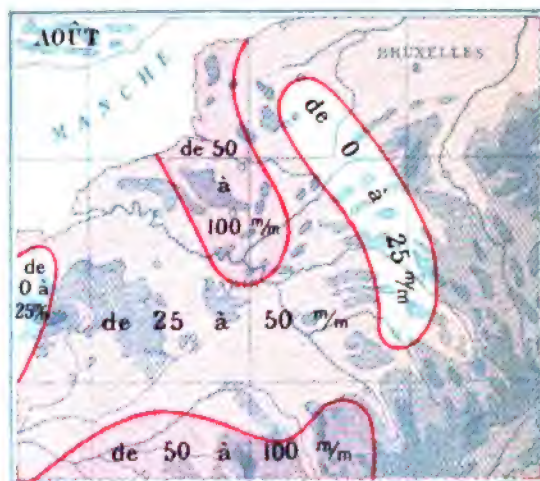 AOÛT
MANCHE
BRUXELLES
de 50
à
100 m/m
de 0 à 25 m/m
de
0 à
25 m/m
de 25 à 50 m/m
de 50 à 100 m/m